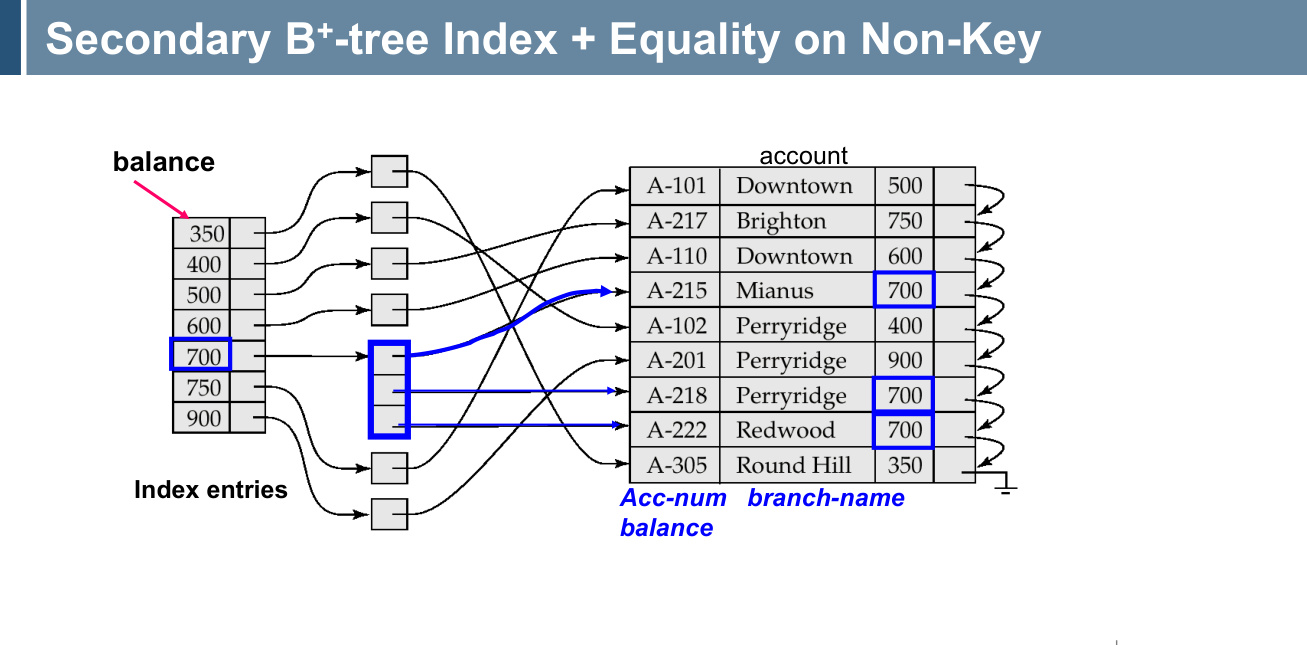 Secondary B+-tree Index + Equality on Non-Key
balance
account
350
400
500
600
700
750
900
Index entries
A-101 Downtown 500
A-217 Brighton 750
A-110 Downtown 600
A-215 Mianus 700
A-102 Perryridge 400
A-201 Perryridge 900
A-218 Perryridge 700
A-222 Redwood 700
A-305 Round Hill 350
Acc-num branch-name
balance